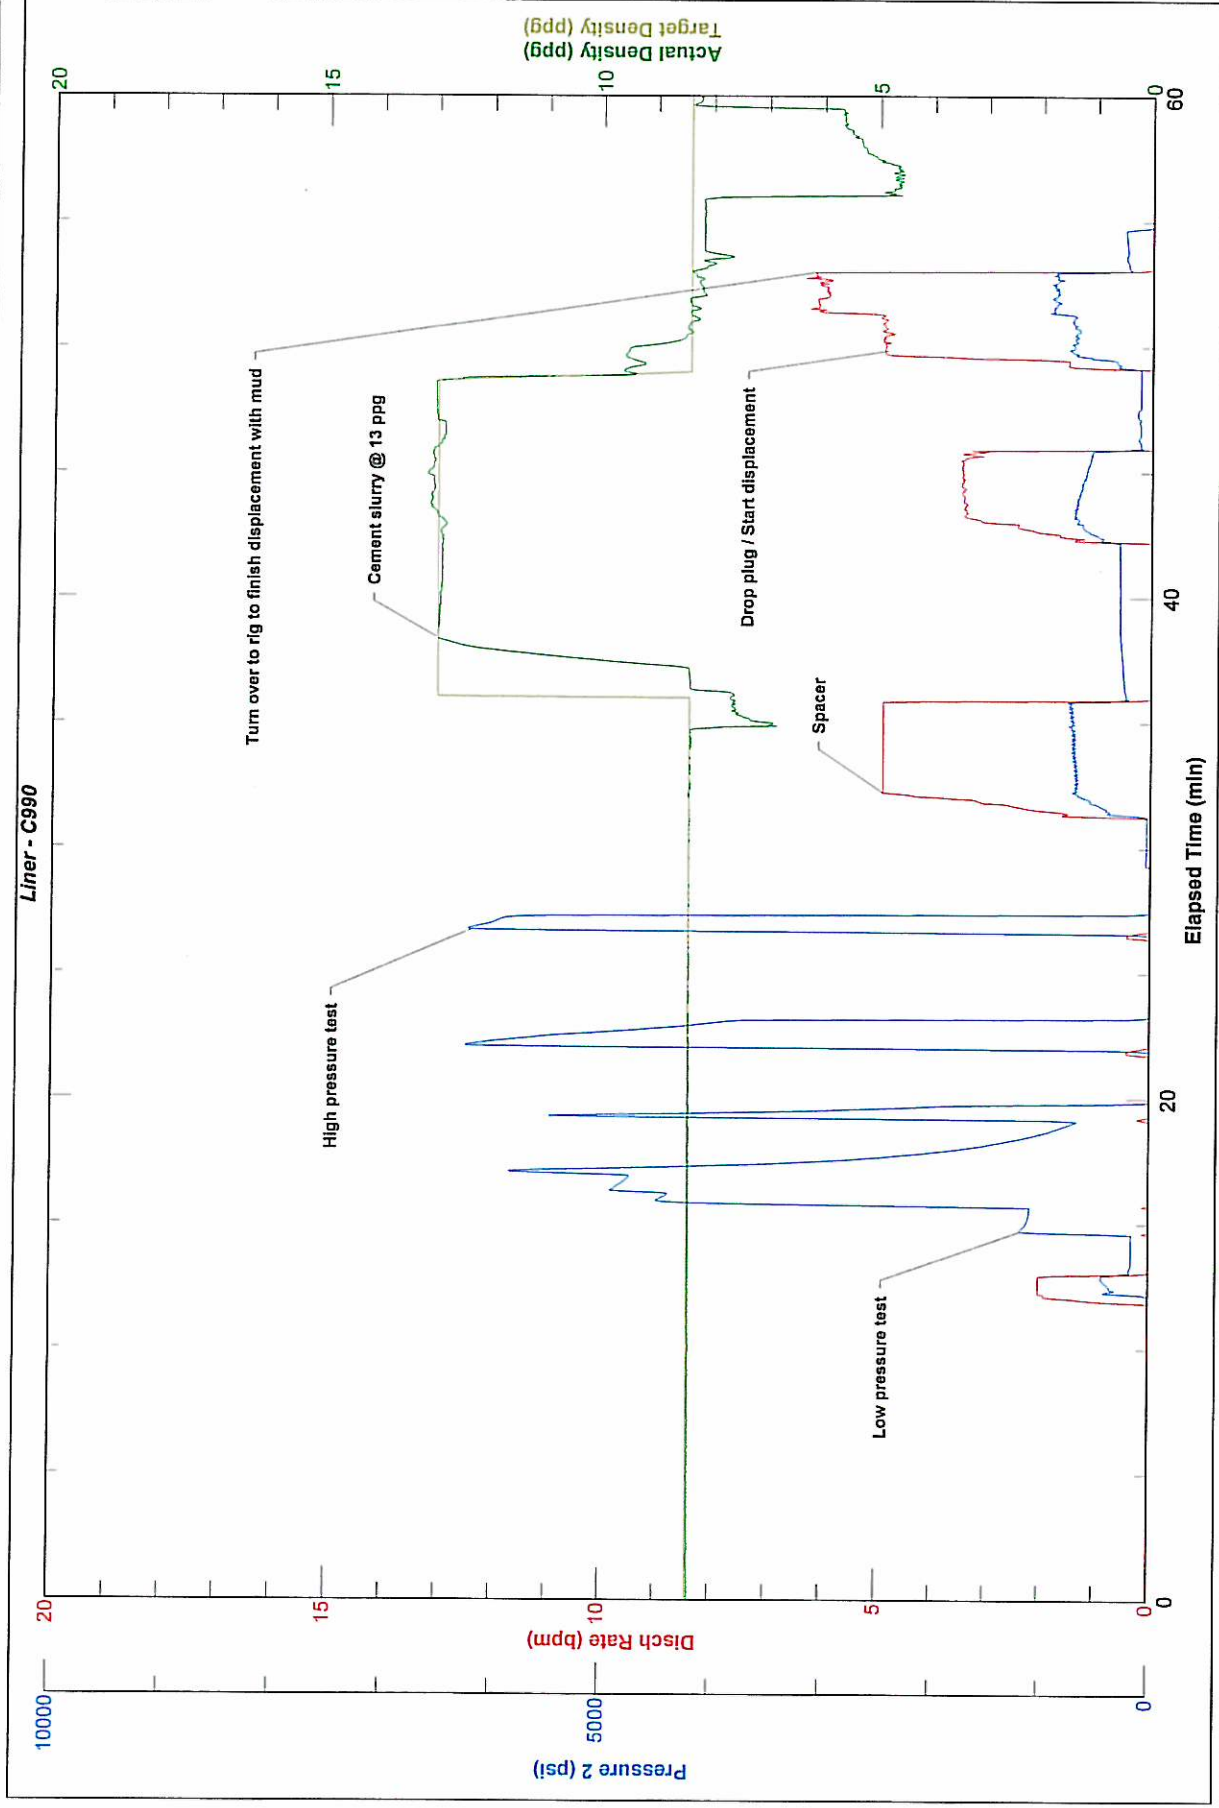 Liner - C990
Turn over to rig to finish displacement with mud
Cement slurry @ 13 ppg
High pressure test
Drop plug / Start displacement
Spacer
Low pressure test
10000
5000
0
Pressure 2 (psi)
20
15
10
5
0
Disch Rate (bpm)
20
15
10
5
0
Actual Density (ppg)
Target Density (ppg)
0
20
40
60
Elapsed Time (min)